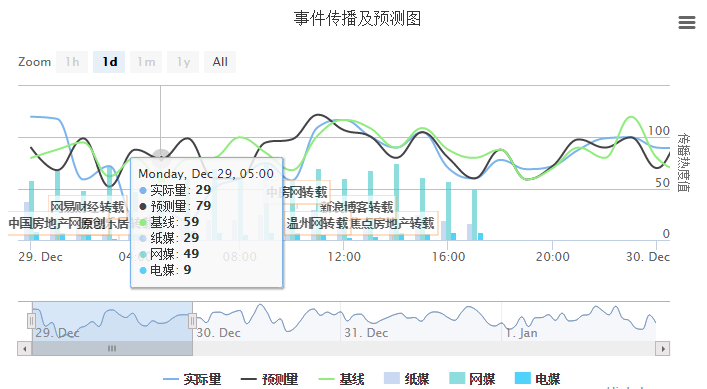 事件传播及预测图
Zoom 1h 1d 1m 1y All
100
50
0
传播热度值
Monday, Dec 29, 05:00
实际量: 29
预测量: 79
基线: 59
纸媒: 29
网媒: 49
电媒: 9
中房网转载
网易财经转载
新浪博客转载
中国房地产网原创
乐居转载
温州网转载
焦点房地产转载
29. Dec 04 08:00 12:00 16:00 20:00 30. Dec
29. Dec 30. Dec 31. Dec 1. Jan
实际量 预测量 基线 纸媒 网媒 电媒